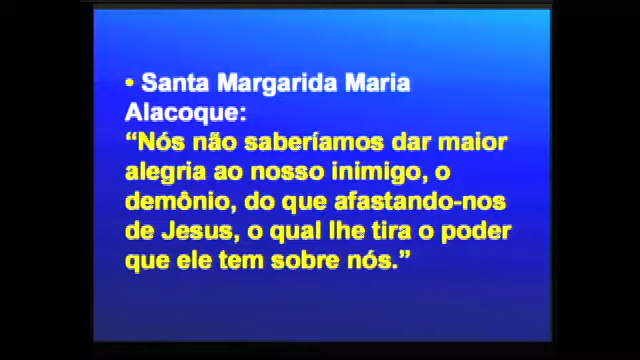 • Santa Margarida Maria
Alacoque:
“Nós não saberíamos dar maior
alegria ao nosso inimigo, o
demônio, do que afastando-nos
de Jesus, o qual lhe tira o poder
que ele tem sobre nós.”